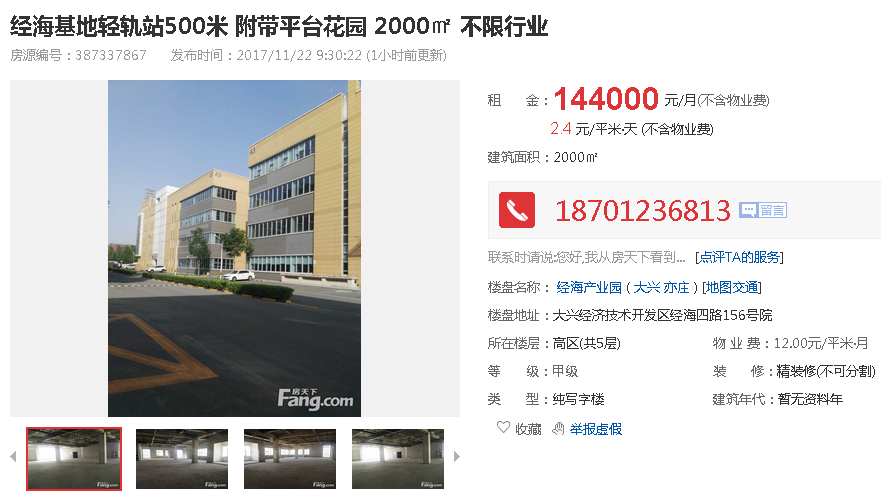 经海基地轻轨站500米 附带平台花园 2000㎡ 不限行业
房源编号：387337867 发布时间：2017/11/22 9:30:22 (1小时前更新)
租 金：144000 元/月(不含物业费)
2.4 元/平米·天 (不含物业费)
建筑面积：2000㎡
18701236813 留言
联系时请说:您好,我从房天下看到... [点评TA的服务]
楼盘名称：经海产业园 ( 大兴 亦庄 ) [地图交通]
楼盘地址：大兴经济技术开发区经海四路156号院
所在楼层：高区(共5层) 物 业 费：12.00元/平米·月
等 级：甲级 装 修：精装修(不可分割)
类 型：纯写字楼 建筑年代：暂无资料年
收藏 举报虚假
A3
A3
房天下
Fang.com
Fang.com
Fang.com
Fang.com
Fang.com